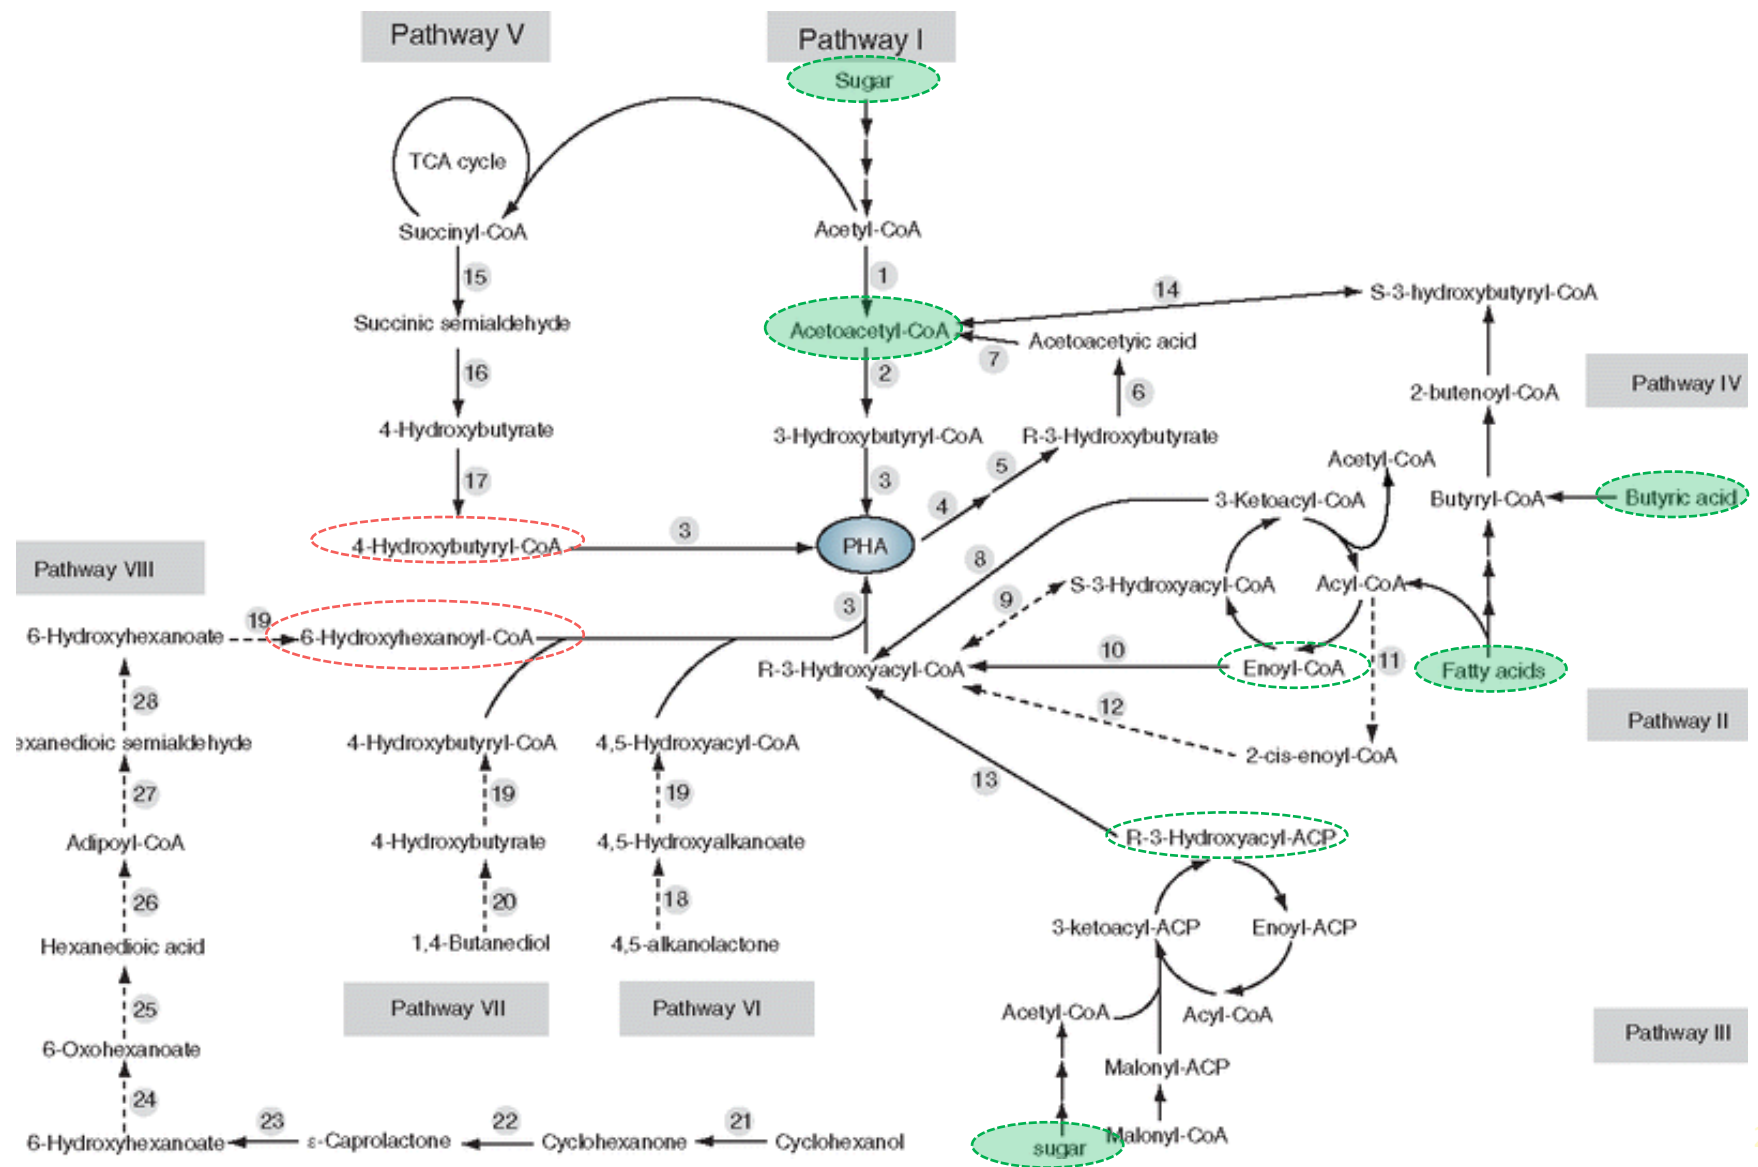 Pathway V
Pathway I
Sugar
TCA cycle
Succinyl-CoA
Acetyl-CoA
15
1
14
S-3-hydroxybutyryl-CoA
Succinic semialdehyde
Acetoacetyl-CoA
Acetoacetyic acid
7
16
2
6
Pathway IV
2-butenoyl-CoA
4-Hydroxybutyrate
3-Hydroxybutyryl-CoA
R-3-Hydroxybutyrate
17
3
5
4
Acetyl-CoA
3-Ketoacyl-CoA
Butyryl-CoA
Butyric acid
4-Hydroxybutyryl-CoA
3
PHA
8
Pathway VIII
S-3-Hydroxyacyl-CoA
Acyl-CoA
9
3
19
6-Hydroxyhexanoate
6-Hydroxyhexanoyl-CoA
R-3-Hydroxyacyl-CoA
10
Enoyl-CoA
11
Fatty acids
28
12
Pathway II
exanedioic semialdehyde
4-Hydroxybutyryl-CoA
4,5-Hydroxyacyl-CoA
2-cis-enoyl-CoA
27
19
19
13
Adipoyl-CoA
4-Hydroxybutyrate
4,5-Hydroxyalkanoate
R-3-Hydroxyacyl-ACP
26
20
18
Hexanedioic acid
1,4-Butanediol
4,5-alkanolactone
3-ketoacyl-ACP
Enoyl-ACP
25
Pathway VII
Pathway VI
Acetyl-CoA
Acyl-CoA
Pathway III
6-Oxohexanoate
Malonyl-ACP
24
23
22
21
6-Hydroxyhexanoate
ε-Caprolactone
Cyclohexanone
Cyclohexanol
sugar
Malonyl-CoA